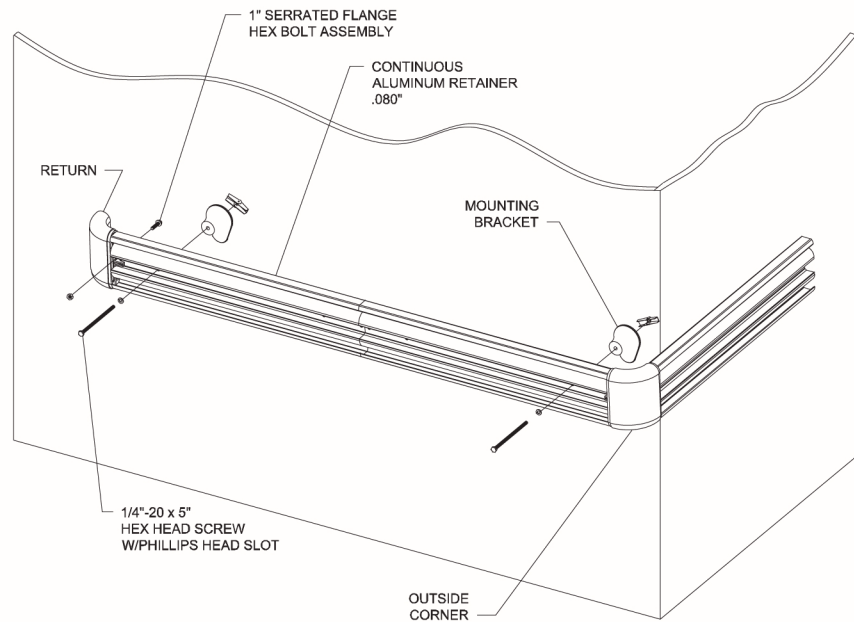 1" SERRATED FLANGE
HEX BOLT ASSEMBLY
CONTINUOUS
ALUMINUM RETAINER
.080"
RETURN
MOUNTING
BRACKET
1/4"-20 x 5"
HEX HEAD SCREW
W/PHILLIPS HEAD SLOT
OUTSIDE
CORNER